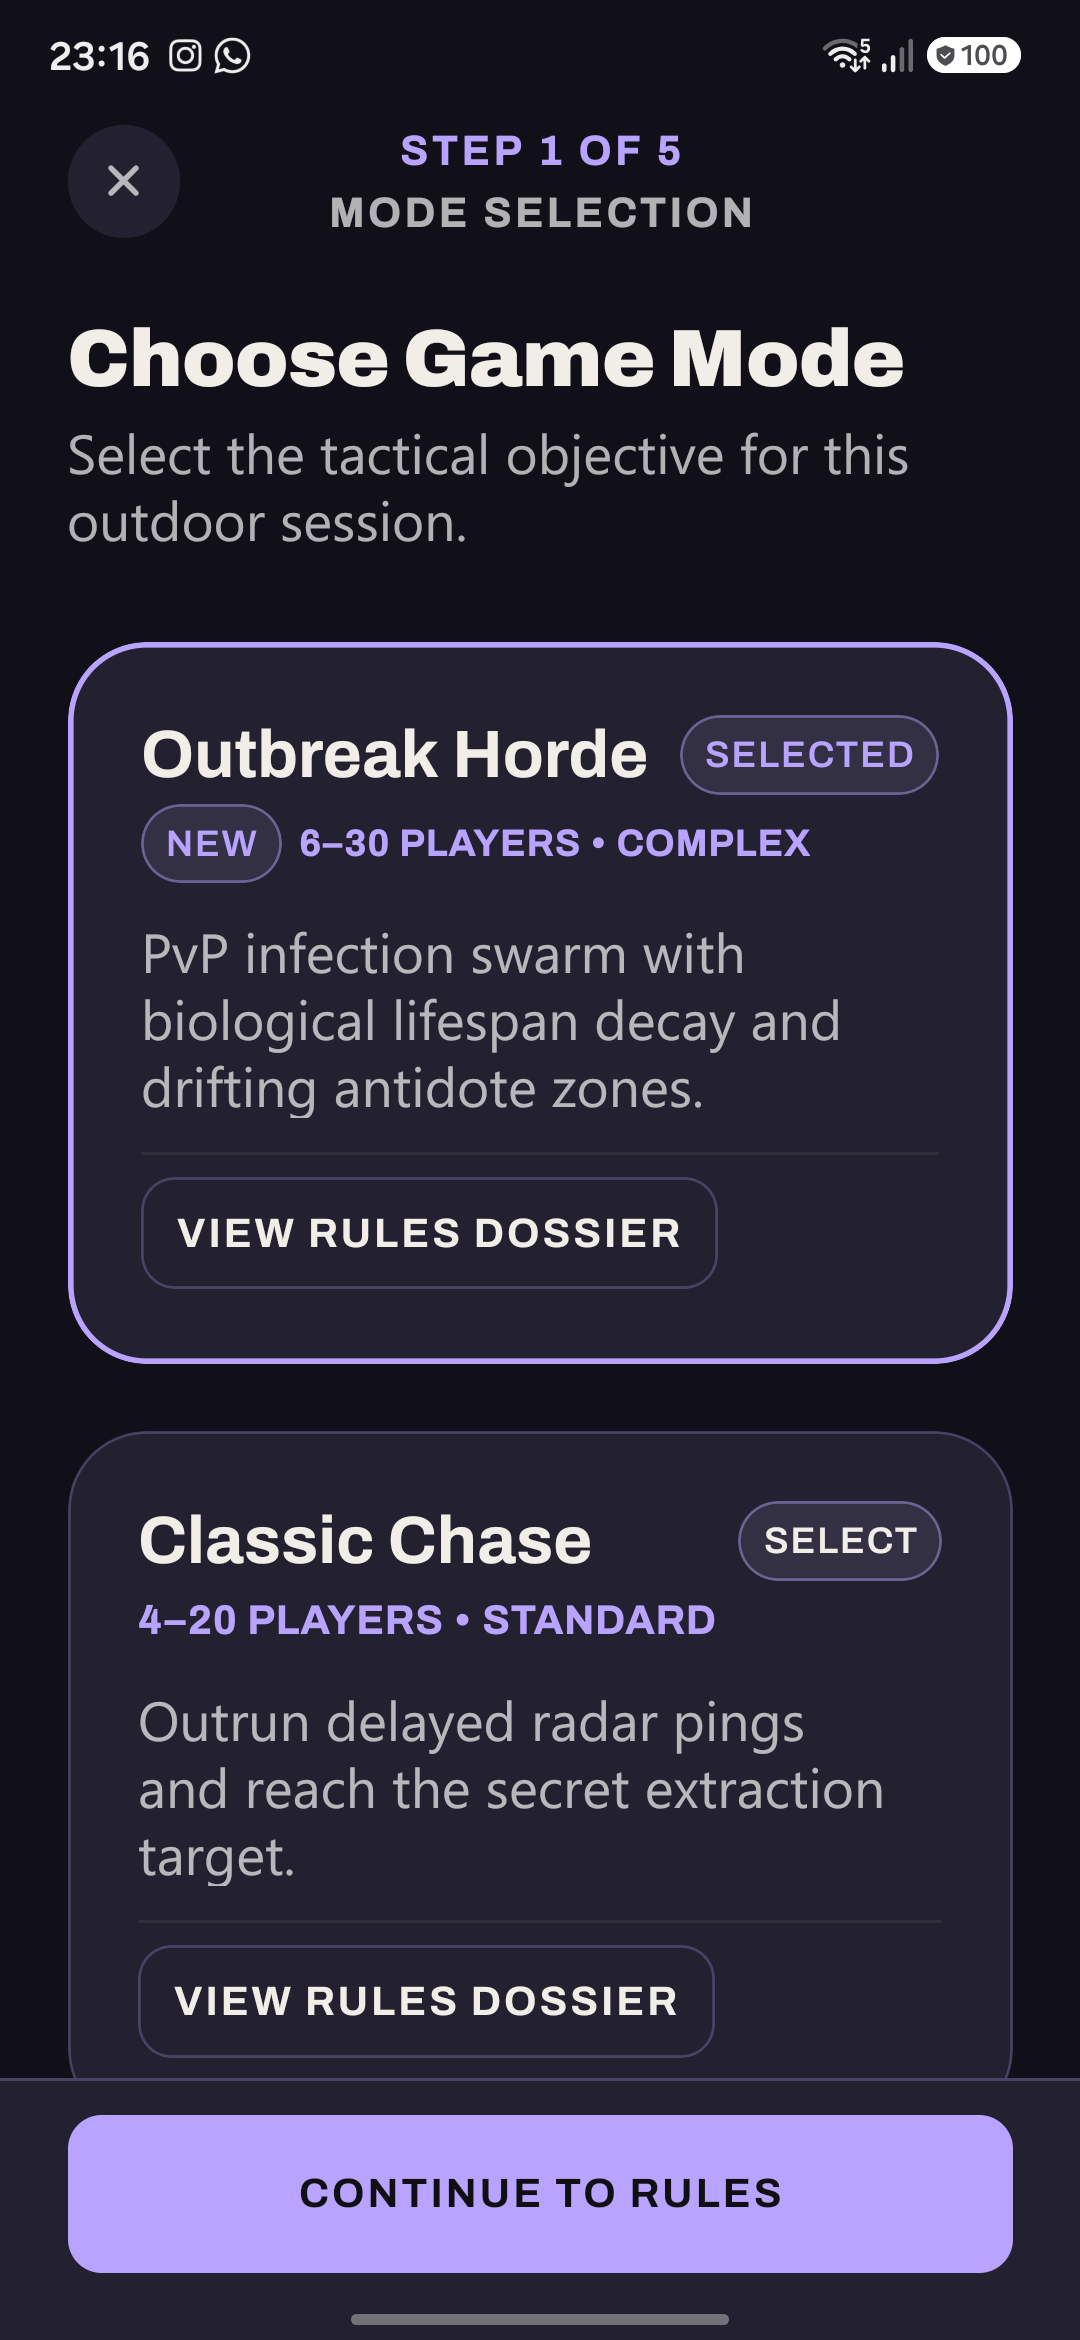 23:16
5
100
STEP 1 OF 5
MODE SELECTION
Choose Game Mode
Select the tactical objective for this
outdoor session.
Outbreak Horde
SELECTED
NEW
6–30 PLAYERS • COMPLEX
PvP infection swarm with
biological lifespan decay and
drifting antidote zones.
VIEW RULES DOSSIER
Classic Chase
SELECT
4–20 PLAYERS • STANDARD
Outrun delayed radar pings
and reach the secret extraction
target.
VIEW RULES DOSSIER
CONTINUE TO RULES